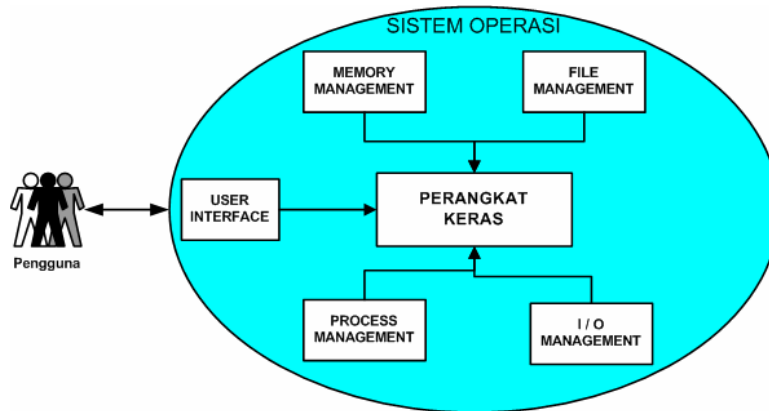 SISTEM OPERASI
MEMORY
MANAGEMENT
FILE
MANAGEMENT
USER
INTERFACE
PERANGKAT
KERAS
Pengguna
PROCESS
MANAGEMENT
I / O
MANAGEMENT